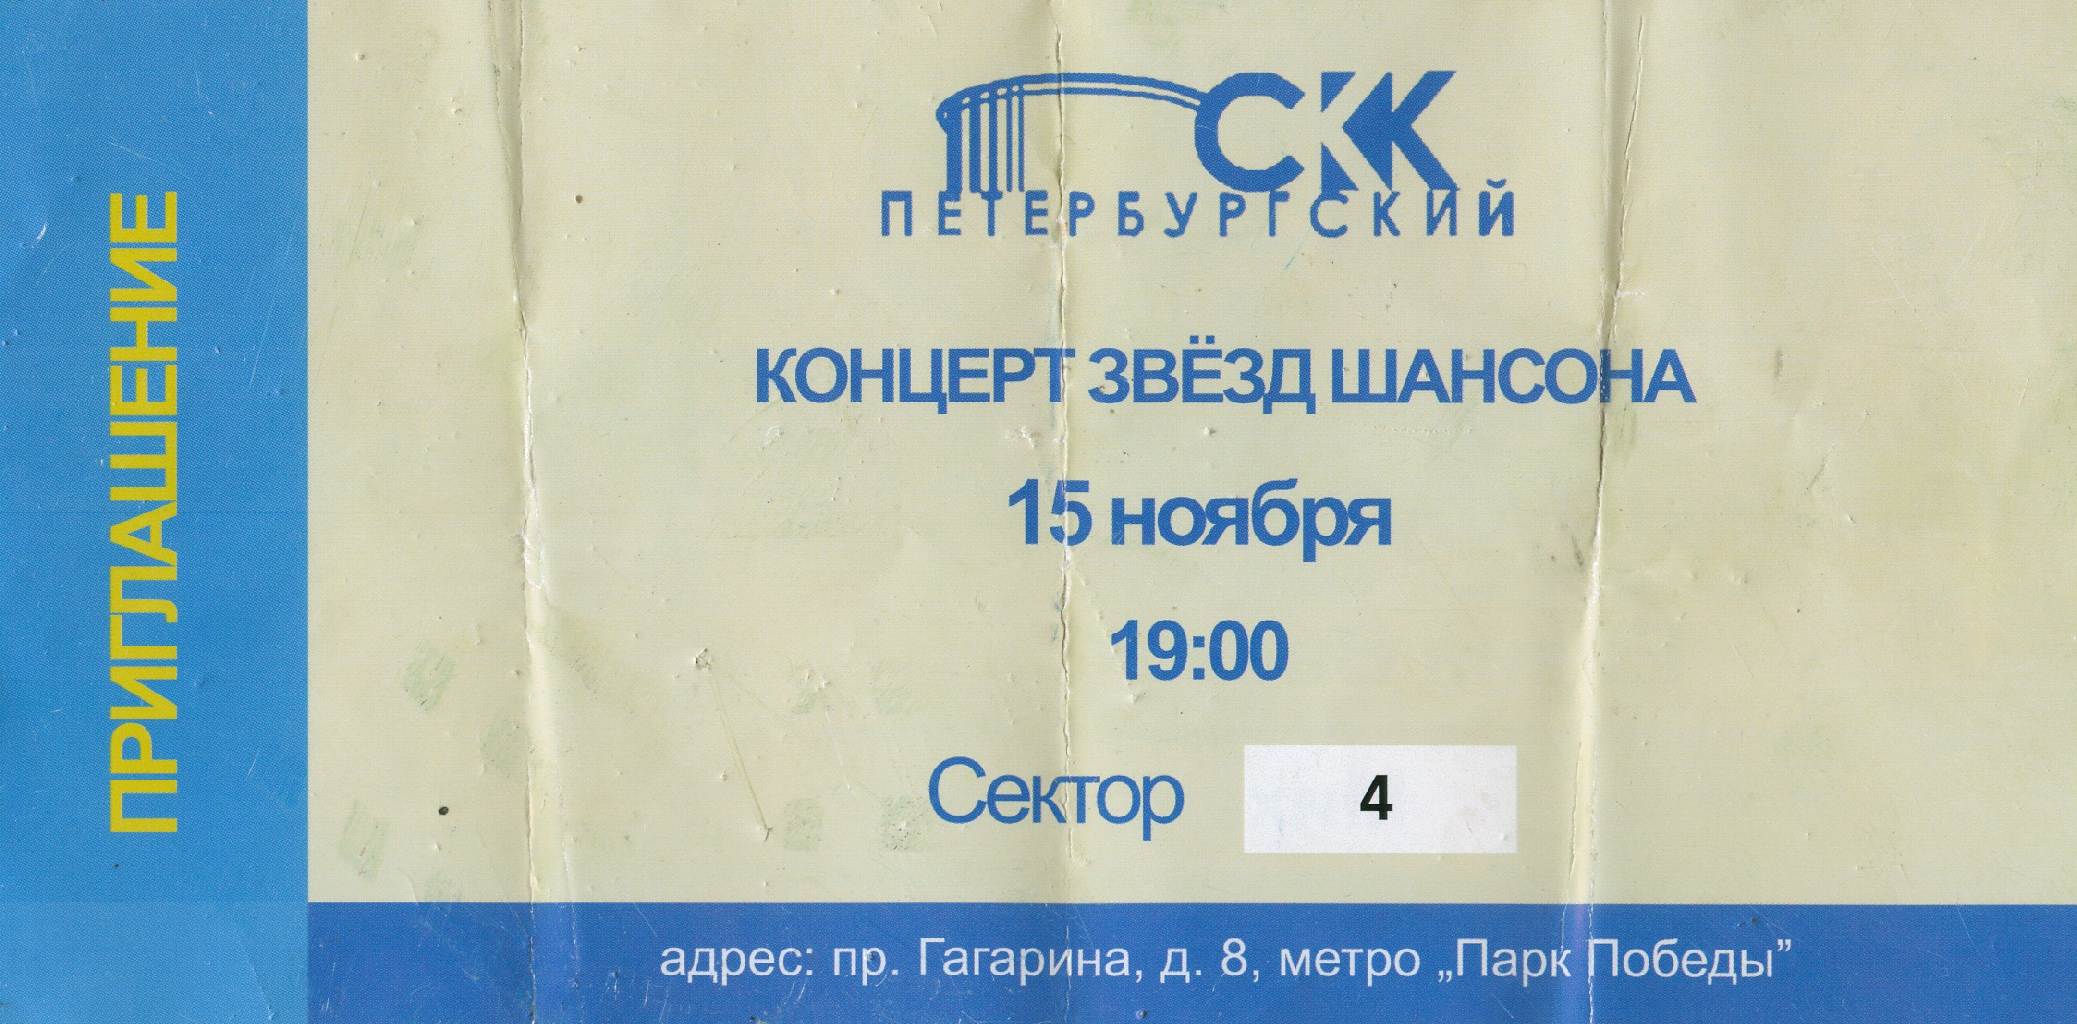 ПРИГЛАШЕНИЕ
СКК
ПЕТЕРБУРГСКИЙ
КОНЦЕРТ ЗВЁЗД ШАНСОНА
15 ноября
19:00
Сектор 4
адрес: пр. Гагарина, д. 8, метро „Парк Победы”